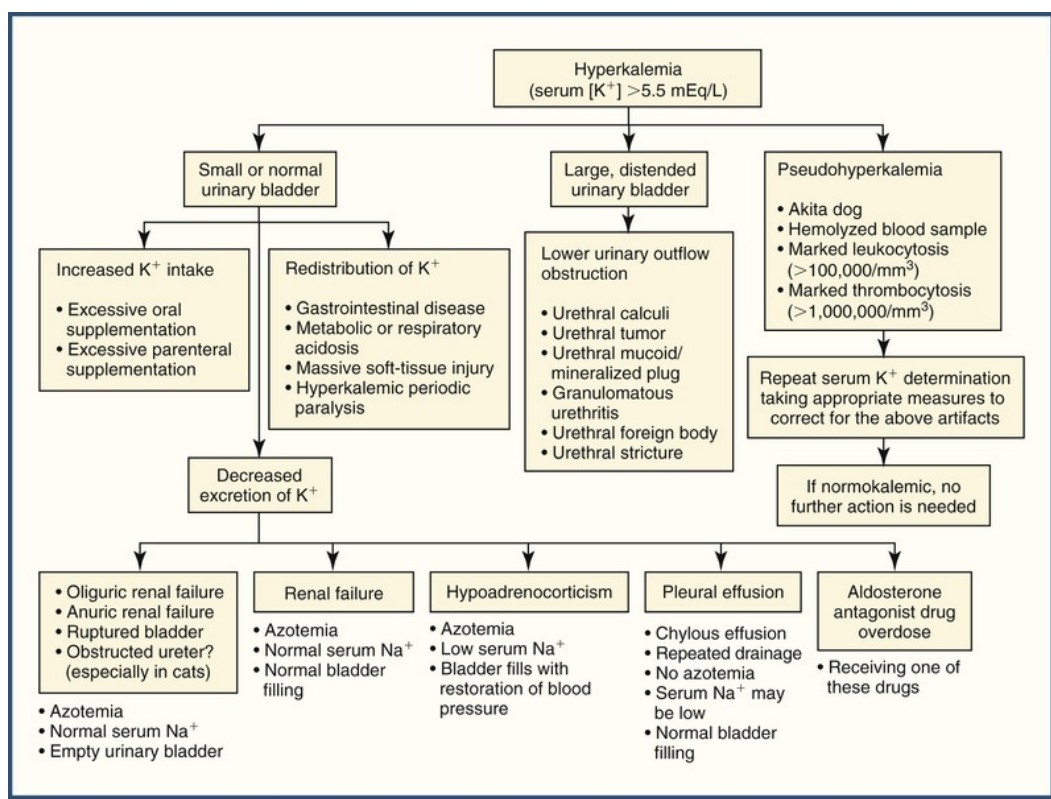 Hyperkalemia
(serum [K⁺] >5.5 mEq/L)
Small or normal
urinary bladder
Large, distended
urinary bladder
Pseudohyperkalemia
• Akita dog
• Hemolyzed blood sample
• Marked leukocytosis
(>100,000/mm³)
• Marked thrombocytosis
(>1,000,000/mm³)
Increased K⁺ intake
• Excessive oral
supplementation
• Excessive parenteral
supplementation
Redistribution of K⁺
• Gastrointestinal disease
• Metabolic or respiratory
acidosis
• Massive soft-tissue injury
• Hyperkalemic periodic
paralysis
Lower urinary outflow
obstruction
• Urethral calculi
• Urethral tumor
• Urethral mucoid/
mineralized plug
• Granulomatous
urethritis
• Urethral foreign body
• Urethral stricture
Repeat serum K⁺ determination
taking appropriate measures to
correct for the above artifacts
If normokalemic, no
further action is needed
Decreased
excretion of K⁺
• Oliguric renal failure
• Anuric renal failure
• Ruptured bladder
• Obstructed ureter?
(especially in cats)
• Azotemia
• Normal serum Na⁺
• Empty urinary bladder
Renal failure
• Azotemia
• Normal serum Na⁺
• Normal bladder
filling
Hypoadrenocorticism
• Azotemia
• Low serum Na⁺
• Bladder fills with
restoration of blood
pressure
Pleural effusion
• Chylous effusion
• Repeated drainage
• No azotemia
• Serum Na⁺ may
be low
• Normal bladder
filling
Aldosterone
antagonist drug
overdose
• Receiving one of
these drugs